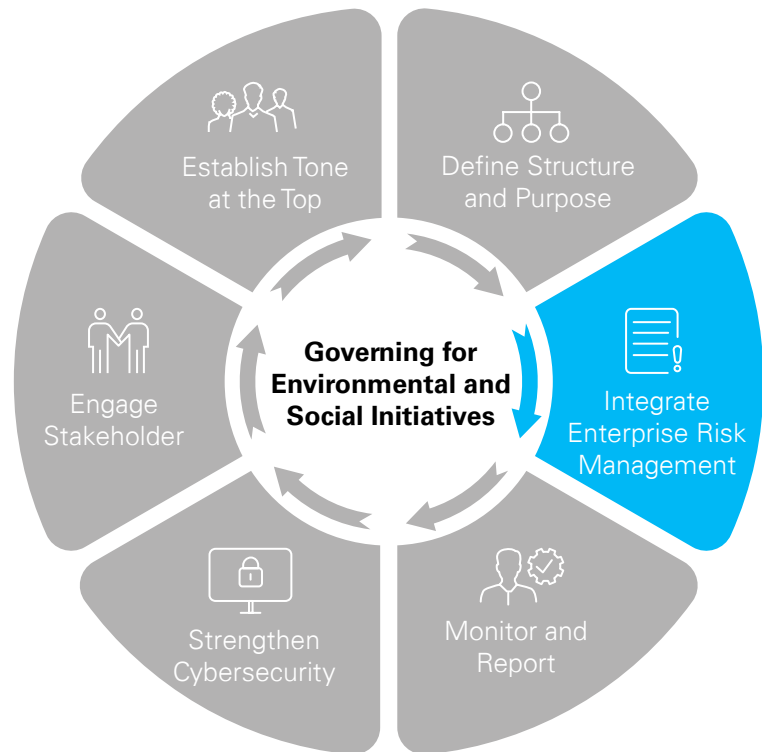 Establish Tone
at the Top
Define Structure
and Purpose
Integrate
Enterprise Risk
Management
Monitor and
Report
Strengthen
Cybersecurity
Engage
Stakeholder
Governing for
Environmental and
Social Initiatives